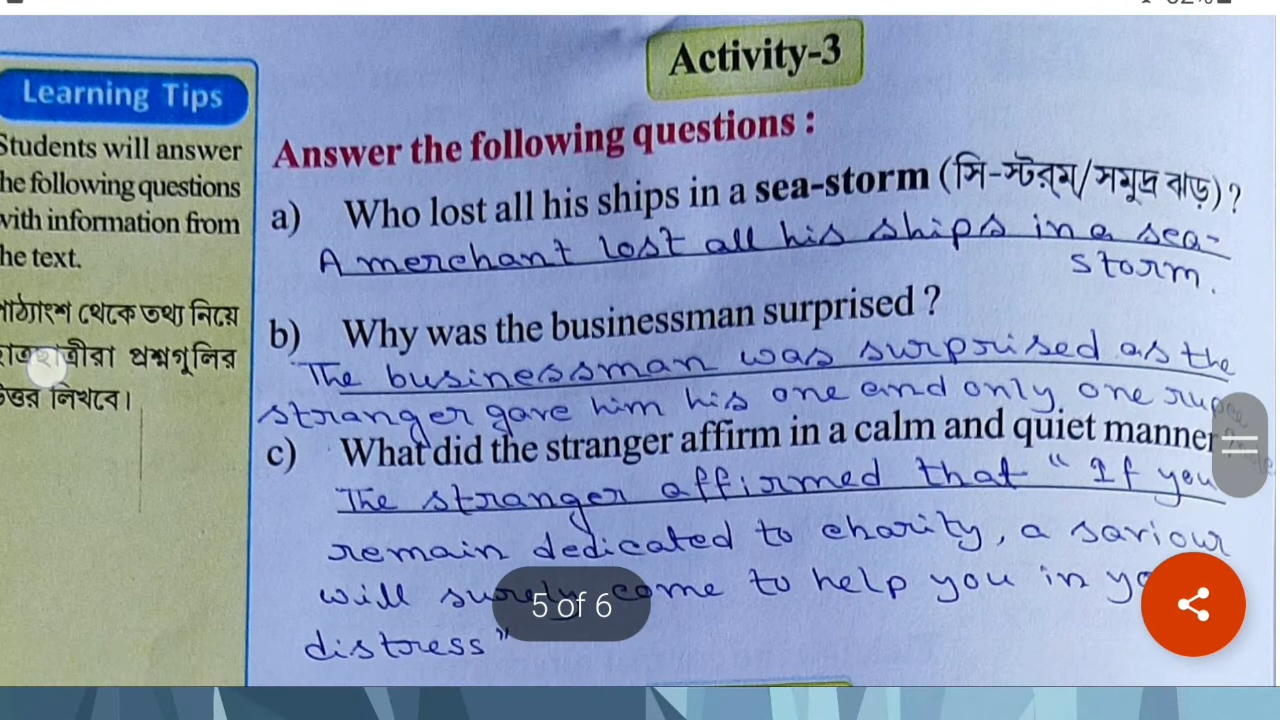 Activity-3
Learning Tips
Students will answer
he following questions
with information from
he text.
পাঠ্যাংশ থেকে তথ্য নিয়ে
প্রশ্নগুলির
উত্তর লিখবে।
Answer the following questions :
a) Who lost all his ships in a sea-storm (সি-স্টর্‌ম্/সমুদ্র ঝড়)?
A merchant lost all his ships in a sea-
storm.
b) Why was the businessman surprised ?
The businessman was surprised as the
stranger gave him his one and only one rupee
c) What did the stranger affirm in a calm and quiet manner
The stranger affirmed that "If you
remain dedicated to charity, a saviour
will surely come to help you in
distress"
5 of 6